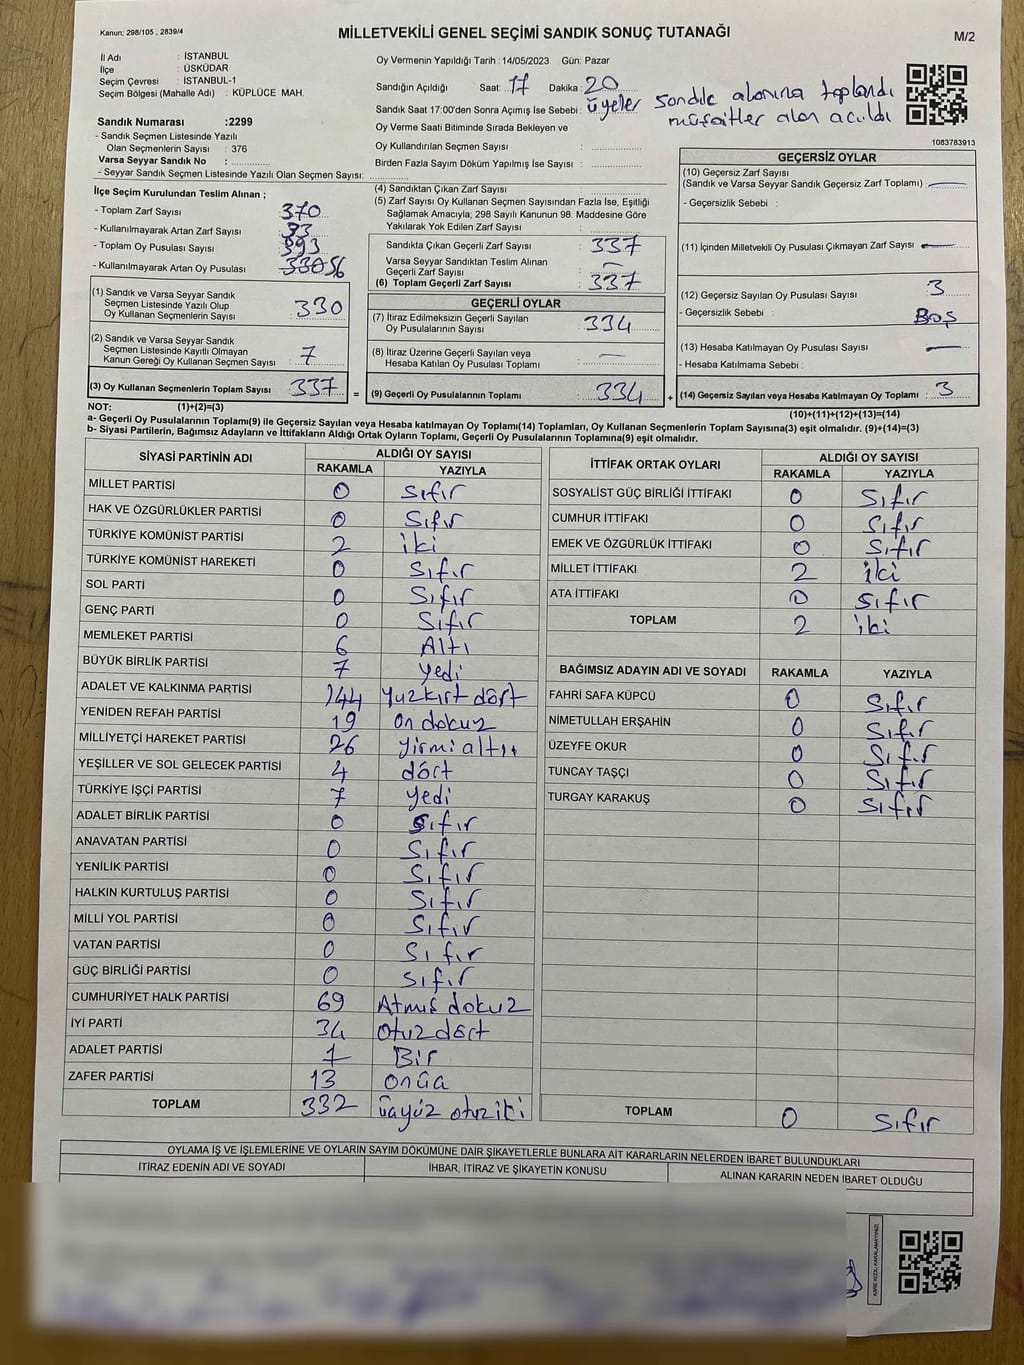 Kanun; 298/105 , 2839/4
MİLLETVEKİLİ GENEL SEÇİMİ SANDIK SONUÇ TUTANAĞI
M/2
İl Adı : İSTANBUL
İlçe : ÜSKÜDAR
Seçim Çevresi : İSTANBUL-1
Seçim Bölgesi (Mahalle Adı) : KÜPLÜCE MAH.
Oy Vermenin Yapıldığı Tarih : 14/05/2023 Gün: Pazar
Sandığın Açıldığı Saat: 17 Dakika: 20
Sandık Saat 17:00'den Sonra Açımış İse Sebebi : üyeler sandık alanına toplandı
müşaitler alan açıldı
Oy Verme Saati Bitiminde Sırada Bekleyen ve
Oy Kullandırılan Seçmen Sayısı :
Birden Fazla Sayım Döküm Yapılmış İse Sayısı :
1083783913
Sandık Numarası :2299
- Sandık Seçmen Listesinde Yazılı
Olan Seçmenlerin Sayısı : 376
Varsa Seyyar Sandık No :
- Seyyar Sandık Seçmen Listesinde Yazılı Olan Seçmen Sayısı:
İlçe Seçim Kurulundan Teslim Alınan ;
- Toplam Zarf Sayısı 370
- Kullanılmayarak Artan Zarf Sayısı 33
- Toplam Oy Pusulası Sayısı 393
- Kullanılmayarak Artan Oy Pusulası 56
(1) Sandık ve Varsa Seyyar Sandık
Seçmen Listesinde Yazılı Olup
Oy Kullanan Seçmenlerin Sayısı 330
(2) Sandık ve Varsa Seyyar Sandık
Seçmen Listesinde Kayıtlı Olmayan
Kanun Gereği Oy Kullanan Seçmen Sayısı : 7
(3) Oy Kullanan Seçmenlerin Toplam Sayısı 337 =
(4) Sandıktan Çıkan Zarf Sayısı
(5) Zarf Sayısı Oy Kullanan Seçmen Sayısından Fazla İse, Eşitliği
Sağlamak Amacıyla; 298 Sayılı Kanunun 98. Maddesine Göre
Yakılarak Yok Edilen Zarf Sayısı :
Sandıkta Çıkan Geçerli Zarf Sayısı : 337
Varsa Seyyar Sandıktan Teslim Alınan
Geçerli Zarf Sayısı : —
(6) Toplam Geçerli Zarf Sayısı : 337
GEÇERLİ OYLAR
(7) İtiraz Edilmeksizin Geçerli Sayılan
Oy Pusulalarının Sayısı : 334
(8) İtiraz Üzerine Geçerli Sayılan veya
Hesaba Katılan Oy Pusulası Toplamı : —
(9) Geçerli Oy Pusulalarının Toplamı : 334 +
GEÇERSİZ OYLAR
(10) Geçersiz Zarf Sayısı
(Sandık ve Varsa Seyyar Sandık Geçersiz Zarf Toplamı) : —
- Geçersizlik Sebebi :
(11) İçinden Milletvekili Oy Pusulası Çıkmayan Zarf Sayısı : —
(12) Geçersiz Sayılan Oy Pusulası Sayısı : 3
- Geçersizlik Sebebi : BOŞ
(13) Hesaba Katılmayan Oy Pusulası Sayısı : —
- Hesaba Katılmama Sebebi :
(14) Geçersiz Sayılan veya Hesaba Katılmayan Oy Toplamı : 3
NOT: (1)+(2)=(3) (10)+(11)+(12)+(13)=(14)
a- Geçerli Oy Pusulalarının Toplamı(9) ile Geçersiz Sayılan veya Hesaba katılmayan Oy Toplamı(14) Toplamları, Oy Kullanan Seçmenlerin Toplam Sayısına(3) eşit olmalıdır. (9)+(14)=(3)
b- Siyasi Partilerin, Bağımsız Adayların ve İttifakların Aldığı Ortak Oyların Toplamı, Geçerli Oy Pusulalarının Toplamına(9) eşit olmalıdır.
SİYASİ PARTİNİN ADI ALDIĞI OY SAYISI
RAKAMLA YAZIYLA
MİLLET PARTİSİ 0 sıfır
HAK VE ÖZGÜRLÜKLER PARTİSİ 0 Sıfır
TÜRKİYE KOMÜNİST PARTİSİ 2 iki
TÜRKİYE KOMÜNİST HAREKETİ 0 Sıfır
SOL PARTİ 0 Sıfır
GENÇ PARTİ 0 Sıfır
MEMLEKET PARTİSİ 6 Altı
BÜYÜK BİRLİK PARTİSİ 7 yedi
ADALET VE KALKINMA PARTİSİ 144 yuzkırt dört
YENİDEN REFAH PARTİSİ 19 On dokuz
MİLLİYETÇİ HAREKET PARTİSİ 26 yirmi altı
YEŞİLLER VE SOL GELECEK PARTİSİ 4 dört
TÜRKİYE İŞÇİ PARTİSİ 7 yedi
ADALET BİRLİK PARTİSİ 0 sıfır
ANAVATAN PARTİSİ 0 Sıfır
YENİLİK PARTİSİ 0 Sıfır
HALKIN KURTULUŞ PARTİSİ 0 Sıfır
MİLLİ YOL PARTİSİ 0 Sıfır
VATAN PARTİSİ 0 Sıfır
GÜÇ BİRLİĞİ PARTİSİ 0 sıfır
CUMHURİYET HALK PARTİSİ 69 Atmış dokuz
İYİ PARTİ 34 Otuz dört
ADALET PARTİSİ 1 Bir
ZAFER PARTİSİ 13 onüç
TOPLAM 332 üçyüz otuz iki
İTTİFAK ORTAK OYLARI ALDIĞI OY SAYISI
RAKAMLA YAZIYLA
SOSYALİST GÜÇ BİRLİĞİ İTTİFAKI 0 Sıfır
CUMHUR İTTİFAKI 0 Sıfır
EMEK VE ÖZGÜRLÜK İTTİFAKI 0 Sıfır
MİLLET İTTİFAKI 2 iki
ATA İTTİFAKI 0 sıfır
TOPLAM 2 iki
BAĞIMSIZ ADAYIN ADI VE SOYADI RAKAMLA YAZIYLA
FAHRİ SAFA KÜPCÜ 0 Sıfır
NİMETULLAH ERŞAHİN 0 Sıfır
ÜZEYFE OKUR 0 Sıfır
TUNCAY TAŞÇI 0 Sıfır
TURGAY KARAKUŞ 0 Sıfır
TOPLAM 0 Sıfır
OYLAMA İŞ VE İŞLEMLERİNE VE OYLARIN SAYIM DÖKÜMÜNE DAİR ŞİKAYETLERLE BUNLARA AİT KARARLARIN NELERDEN İBARET BULUNDUKLARI
İTİRAZ EDENİN ADI VE SOYADI İHBAR, İTİRAZ VE ŞİKAYETİN KONUSU ALINAN KARARIN NEDEN İBARET OLDUĞU
KARE KODU KARALAMAYINIZ!